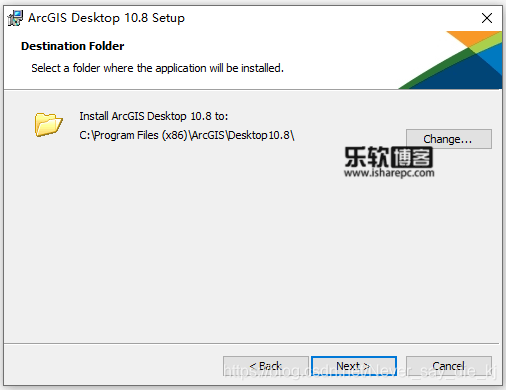 ArcGIS Desktop 10.8 Setup
Destination Folder
Select a folder where the application will be installed.
Install ArcGIS Desktop 10.8 to:
C:\Program Files (x86)\ArcGIS\Desktop10.8\
Change...
乐软博客
www.isharepc.com
< Back
Next >
Cancel
https://blog.csdn.net/Never_say_die_kj